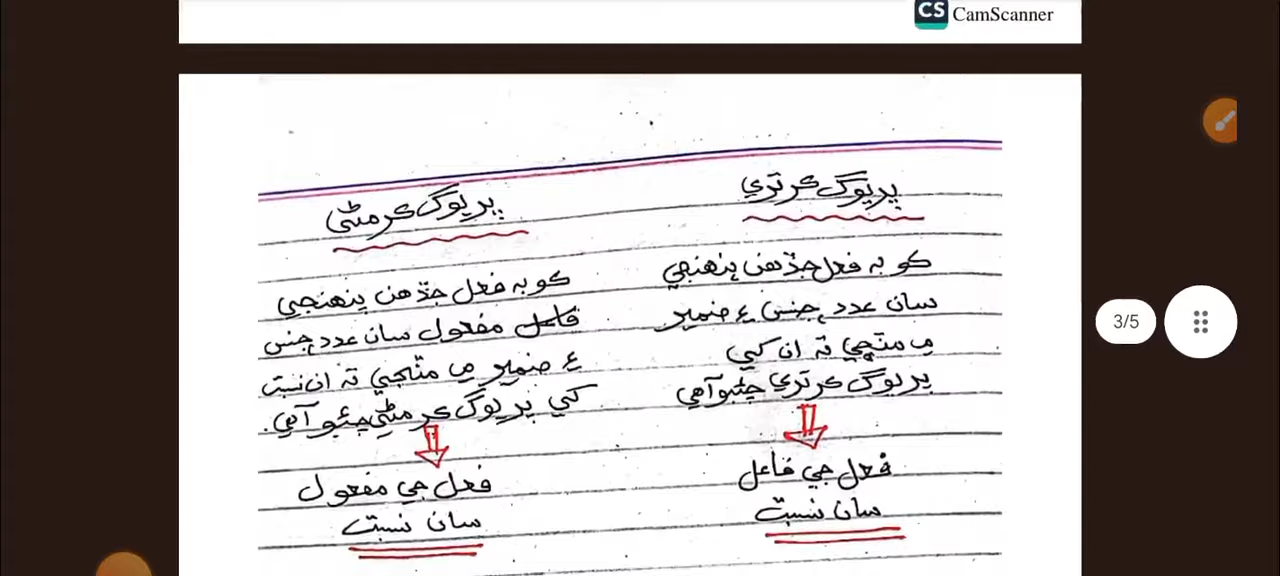 CS CamScanner
پريوگ ڪرتري
ڪو به فعل جڏهن پنهنجي
سان عدد، جنس ۽ ضمير
۾ مٽجي ته ان کي
پريوگ ڪرتري چئبو آهي
فعل جي فاعل
سان نسبت
پريوگ ڪرمڻي
ڪو به فعل جڏهن پنهنجي
فاعل مفعول سان عدد، جنس
۽ ضمير ۾ مٽجي ته ان نسبت
کي پريوگ ڪرمڻي چئبو آهي.
فعل جي مفعول
سان نسبت
3/5